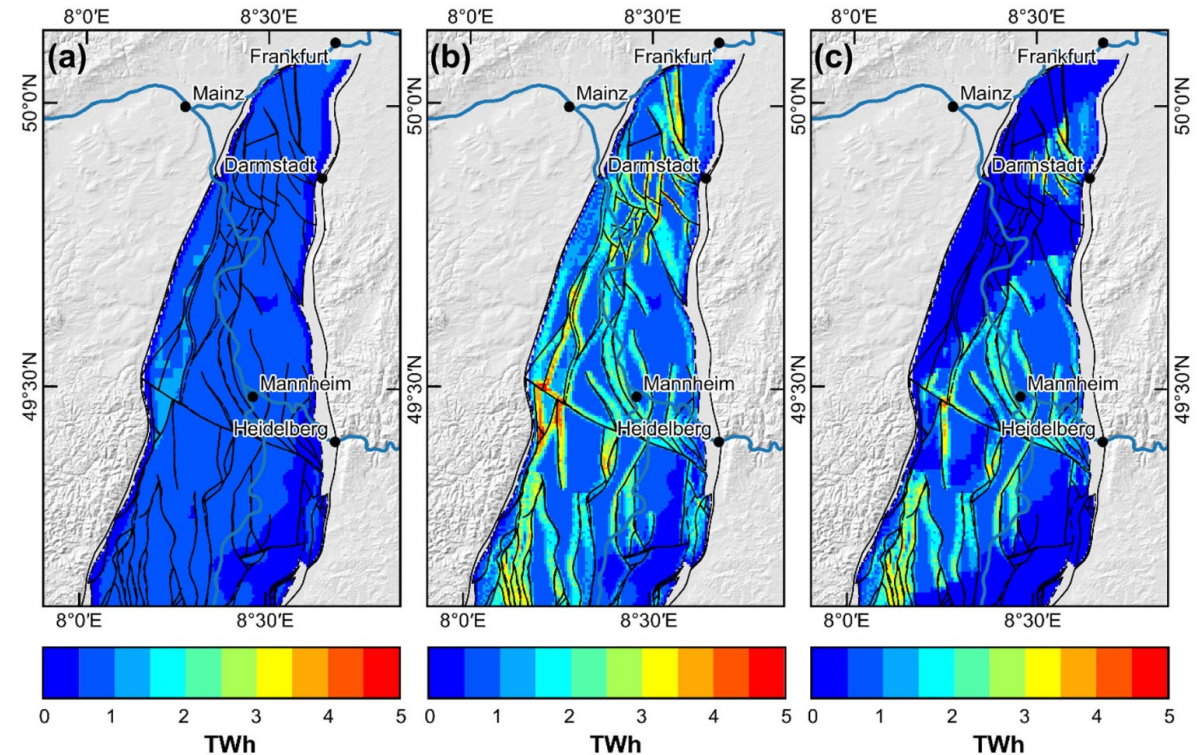 8°0′E 8°30′E 8°0′E 8°30′E 8°0′E 8°30′E
(a) (b) (c)
Frankfurt Frankfurt Frankfurt
Mainz Mainz Mainz
50°0′N 50°0′N 50°0′N
Darmstadt Darmstadt Darmstadt
49°30′N 49°30′N 49°30′N
Mannheim Mannheim Mannheim
Heidelberg Heidelberg Heidelberg
8°0′E 8°30′E 8°0′E 8°30′E 8°0′E 8°30′E
0 1 2 3 4 5 0 1 2 3 4 5 0 1 2 3 4 5
TWh TWh TWh